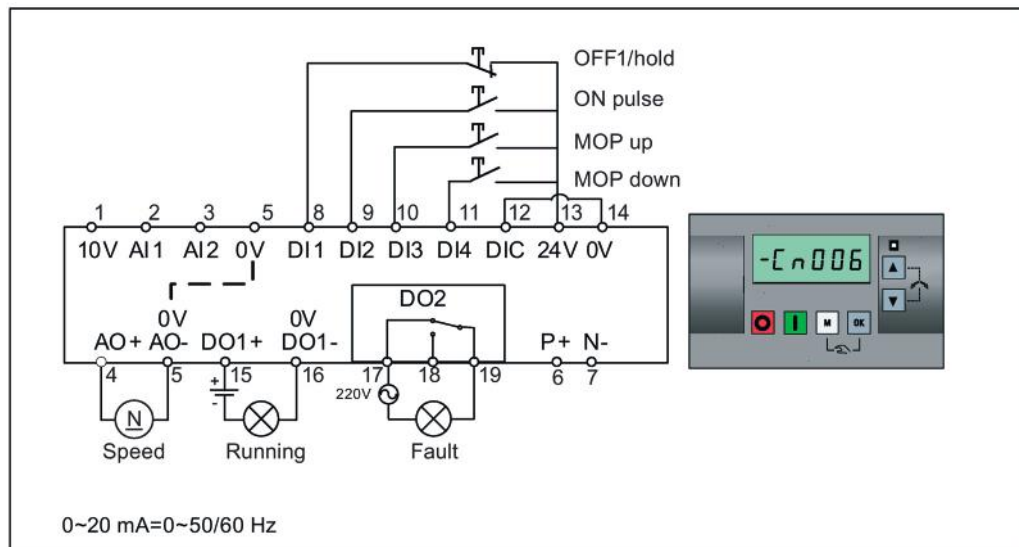 OFF1/hold
ON pulse
MOP up
MOP down
1 2 3 5 8 9 10 11 12 13 14
10V AI1 AI2 0V DI1 DI2 DI3 DI4 DIC 24V 0V
-Cn006
DO2
0V 0V
AO+ AO- DO1+ DO1- P+ N-
M OK
4 5 15 16 17 18 19 6 7
+
-
220V
N
Speed Running Fault
0~20 mA=0~50/60 Hz